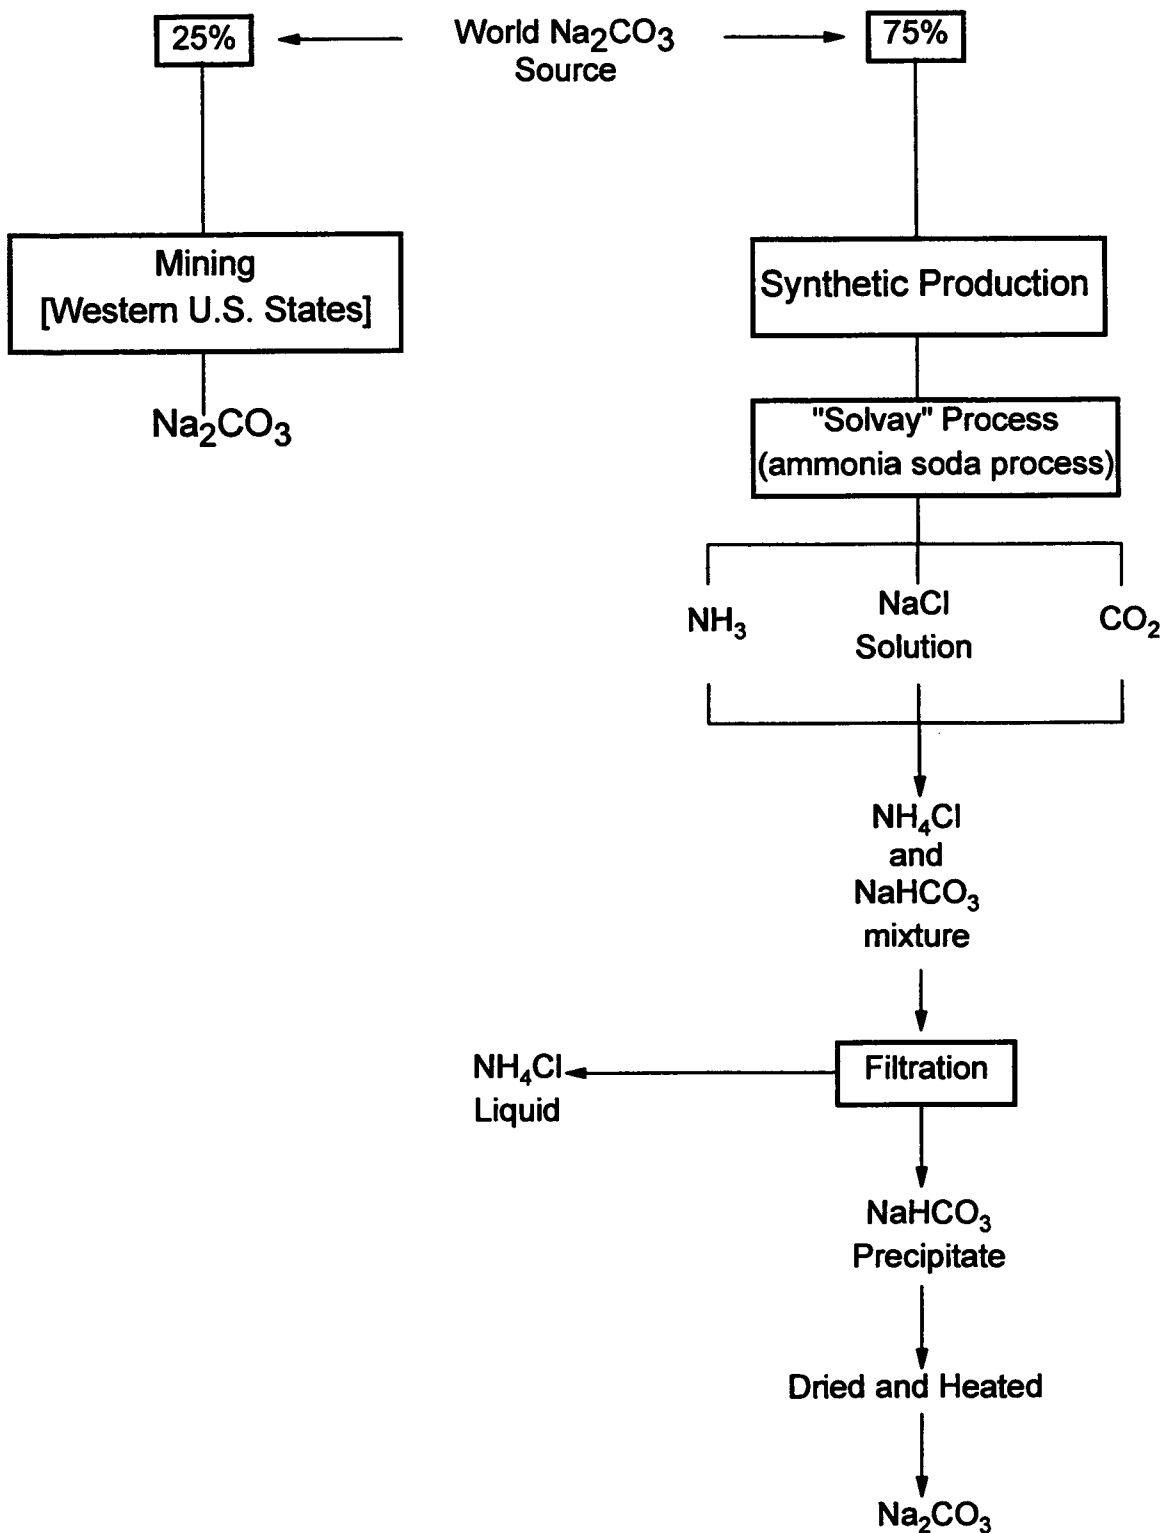 25%
World Na₂CO₃
Source
75%
Mining
[Western U.S. States]
Na₂CO₃
Synthetic Production
"Solvay" Process
(ammonia soda process)
NH₃
NaCl
Solution
CO₂
NH₄Cl
and
NaHCO₃
mixture
Filtration
NH₄Cl
Liquid
NaHCO₃
Precipitate
Dried and Heated
Na₂CO₃